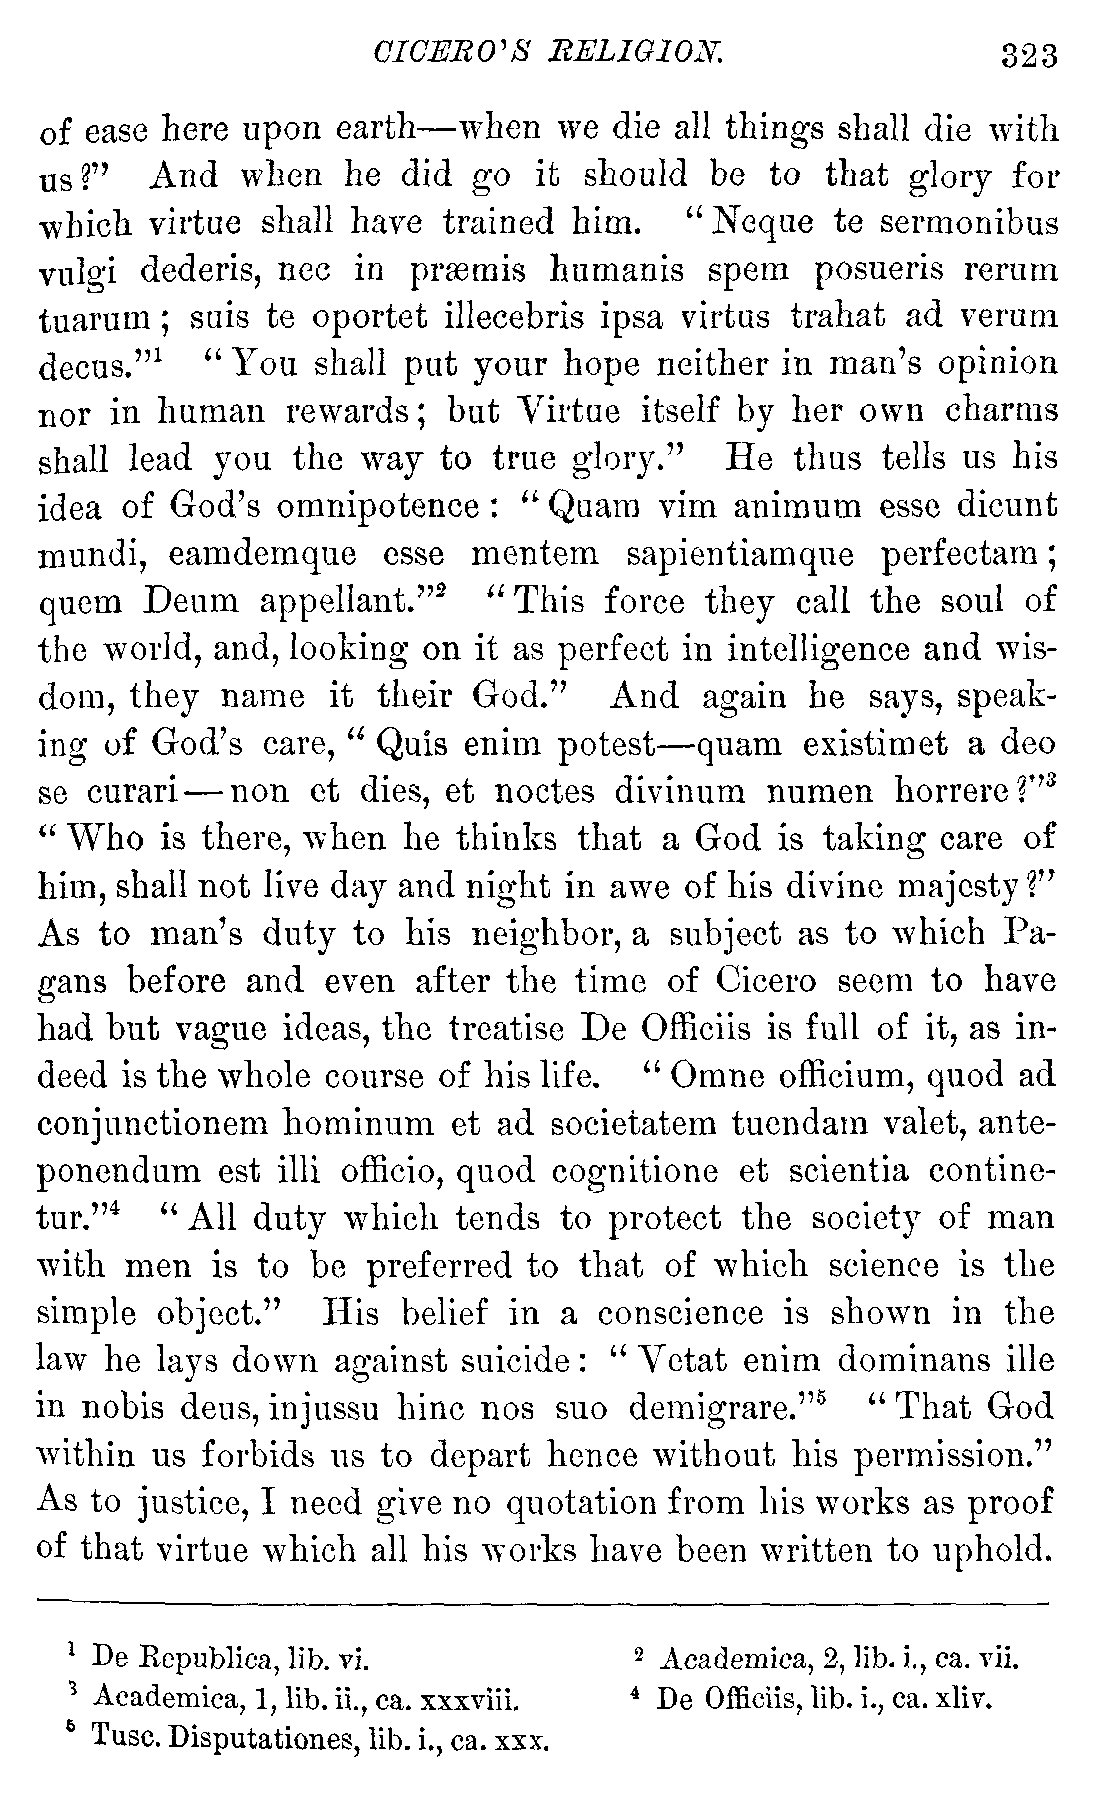 CICERO'S RELIGION. 323
of ease here upon earth—when we die all things shall die with
us?" And when he did go it should be to that glory for
which virtue shall have trained him. "Neque te sermonibus
vulgi dederis, nec in præmis humanis spem posueris rerum
tuarum; suis te oportet illecebris ipsa virtus trahat ad verum
decus."¹ "You shall put your hope neither in man's opinion
nor in human rewards; but Virtue itself by her own charms
shall lead you the way to true glory." He thus tells us his
idea of God's omnipotence: "Quam vim animum esse dicunt
mundi, eamdemque esse mentem sapientiamque perfectam;
quem Deum appellant."² "This force they call the soul of
the world, and, looking on it as perfect in intelligence and wis-
dom, they name it their God." And again he says, speak-
ing of God's care, "Quis enim potest—quam existimet a deo
se curari—non et dies, et noctes divinum numen horrere?"³
"Who is there, when he thinks that a God is taking care of
him, shall not live day and night in awe of his divine majesty?"
As to man's duty to his neighbor, a subject as to which Pa-
gans before and even after the time of Cicero seem to have
had but vague ideas, the treatise De Officiis is full of it, as in-
deed is the whole course of his life. "Omne officium, quod ad
conjunctionem hominum et ad societatem tuendam valet, ante-
ponendum est illi officio, quod cognitione et scientia contine-
tur."⁴ "All duty which tends to protect the society of man
with men is to be preferred to that of which science is the
simple object." His belief in a conscience is shown in the
law he lays down against suicide: "Vetat enim dominans ille
in nobis deus, injussu hinc nos suo demigrare."⁵ "That God
within us forbids us to depart hence without his permission."
As to justice, I need give no quotation from his works as proof
of that virtue which all his works have been written to uphold.
¹ De Republica, lib. vi. ² Academica, 2, lib. i., ca. vii.
³ Academica, 1, lib. ii., ca. xxxviii. ⁴ De Officiis, lib. i., ca. xliv.
⁵ Tusc. Disputationes, lib. i., ca. xxx.